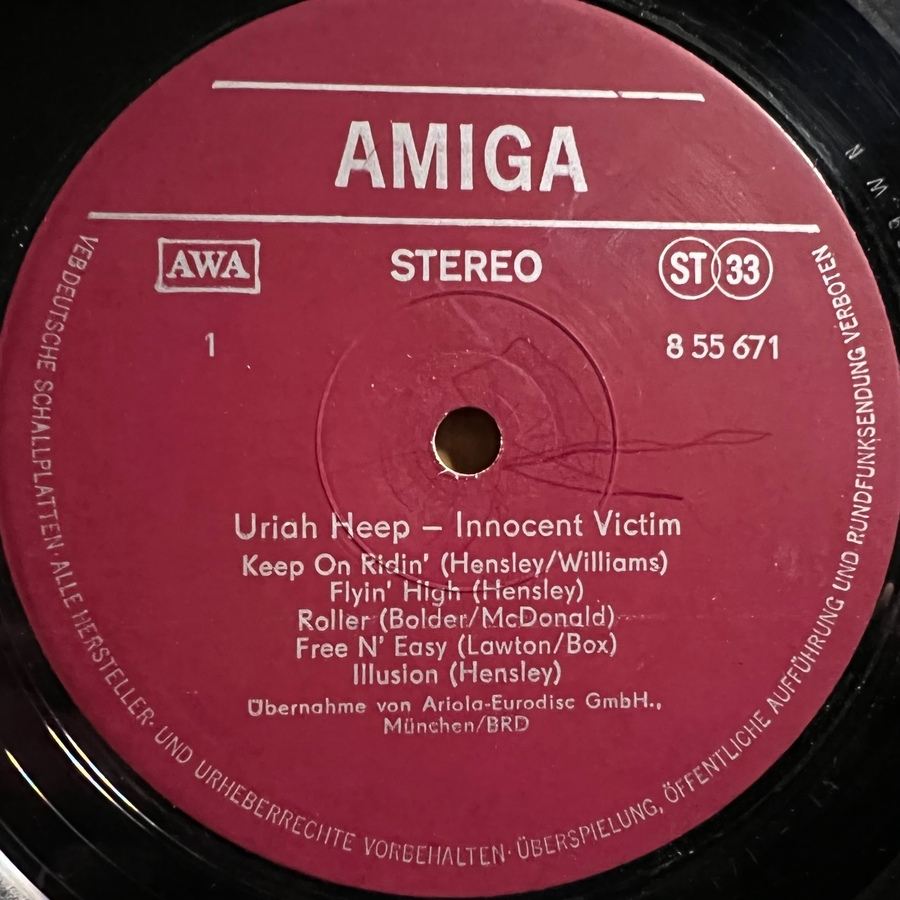 AMIGA
AWA
STEREO
ST 33
1
8 55 671
Uriah Heep – Innocent Victim
Keep On Ridin' (Hensley/Williams)
Flyin' High (Hensley)
Roller (Bolder/McDonald)
Free N' Easy (Lawton/Box)
Illusion (Hensley)
Übernahme von Ariola-Eurodisc GmbH.,
München/BRD
VEB DEUTSCHE SCHALLPLATTEN · ALLE HERSTELLER- UND URHEBERRECHTE VORBEHALTEN · ÜBERSPIELUNG, ÖFFENTLICHE AUFFÜHRUNG UND RUNDFUNKSENDUNG VERBOTEN